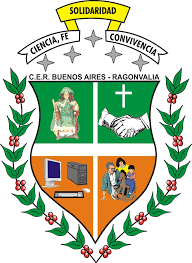 SOLIDARIDAD
CIENCIA, FE
CONVIVENCIA
C.E.R. BUENOS AIRES - RAGONVALIA